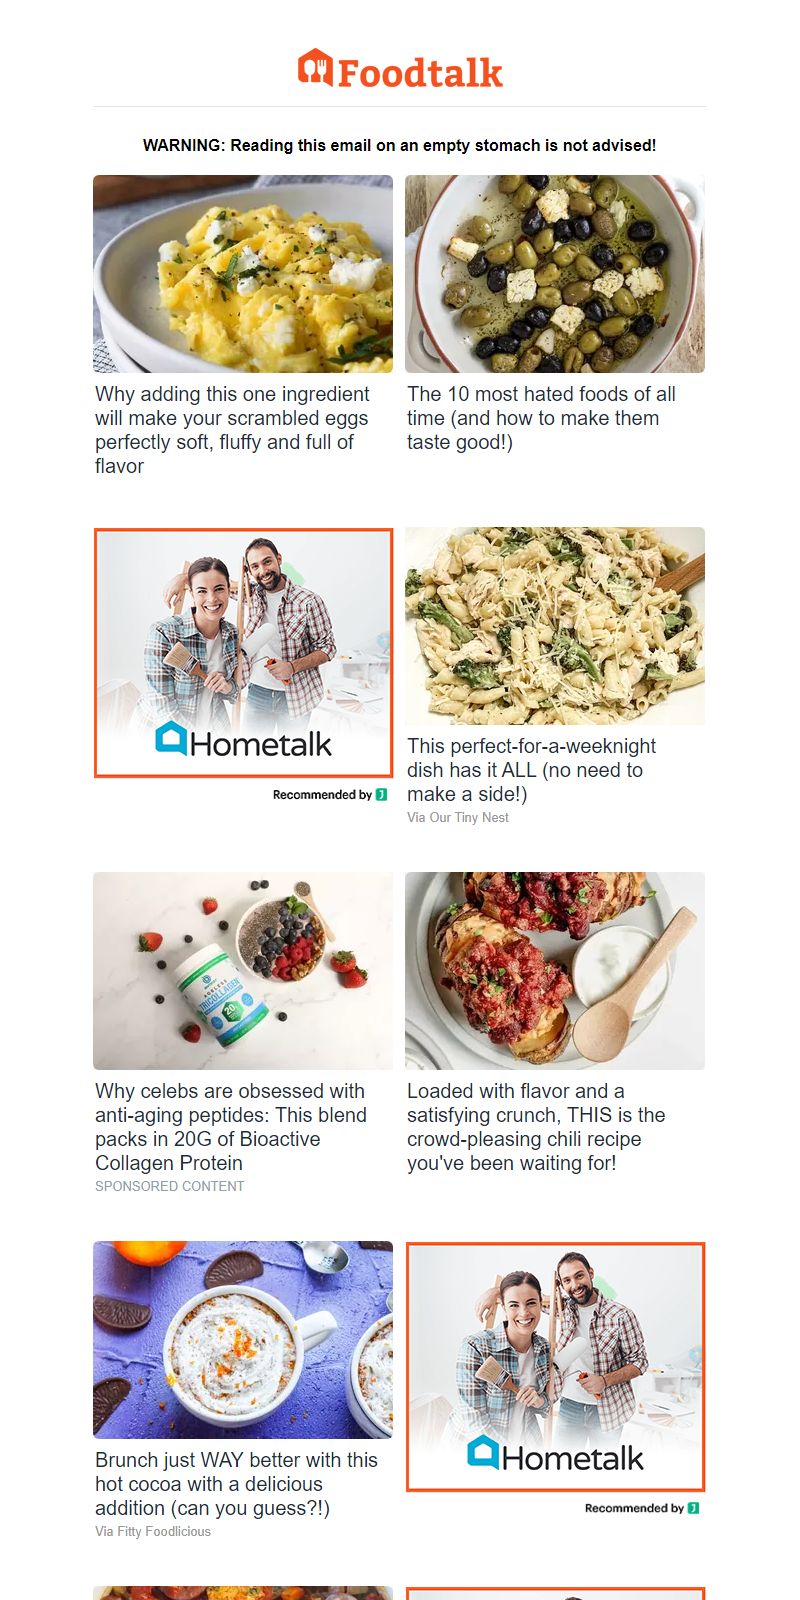 Foodtalk
WARNING: Reading this email on an empty stomach is not advised!
Why adding this one ingredient
will make your scrambled eggs
perfectly soft, fluffy and full of
flavor
The 10 most hated foods of all
time (and how to make them
taste good!)
Hometalk
Recommended by
This perfect-for-a-weeknight
dish has it ALL (no need to
make a side!)
Via Our Tiny Nest
AGELESS
TRICOLLAGEN
20
Why celebs are obsessed with
anti-aging peptides: This blend
packs in 20G of Bioactive
Collagen Protein
SPONSORED CONTENT
Loaded with flavor and a
satisfying crunch, THIS is the
crowd-pleasing chili recipe
you've been waiting for!
Brunch just WAY better with this
hot cocoa with a delicious
addition (can you guess?!)
Via Fitty Foodlicious
Hometalk
Recommended by